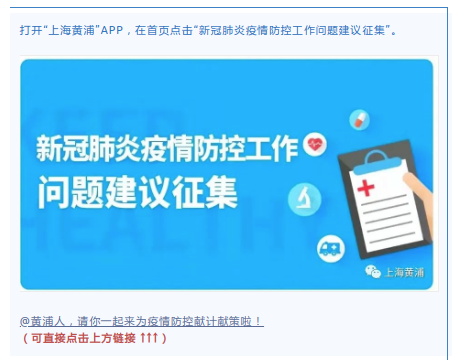 打开“上海黄浦”APP，在首页点击“新冠肺炎疫情防控工作问题建议征集”。
新冠肺炎疫情防控工作
问题建议征集
HEALTHY
上海黄浦
@黄浦人，请你一起来为疫情防控献计献策啦！
（可直接点击上方链接 ↑↑↑）